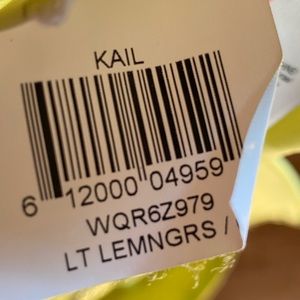 KAIL
6 12000 04959
WQR6Z979
LT LEMNGRS /